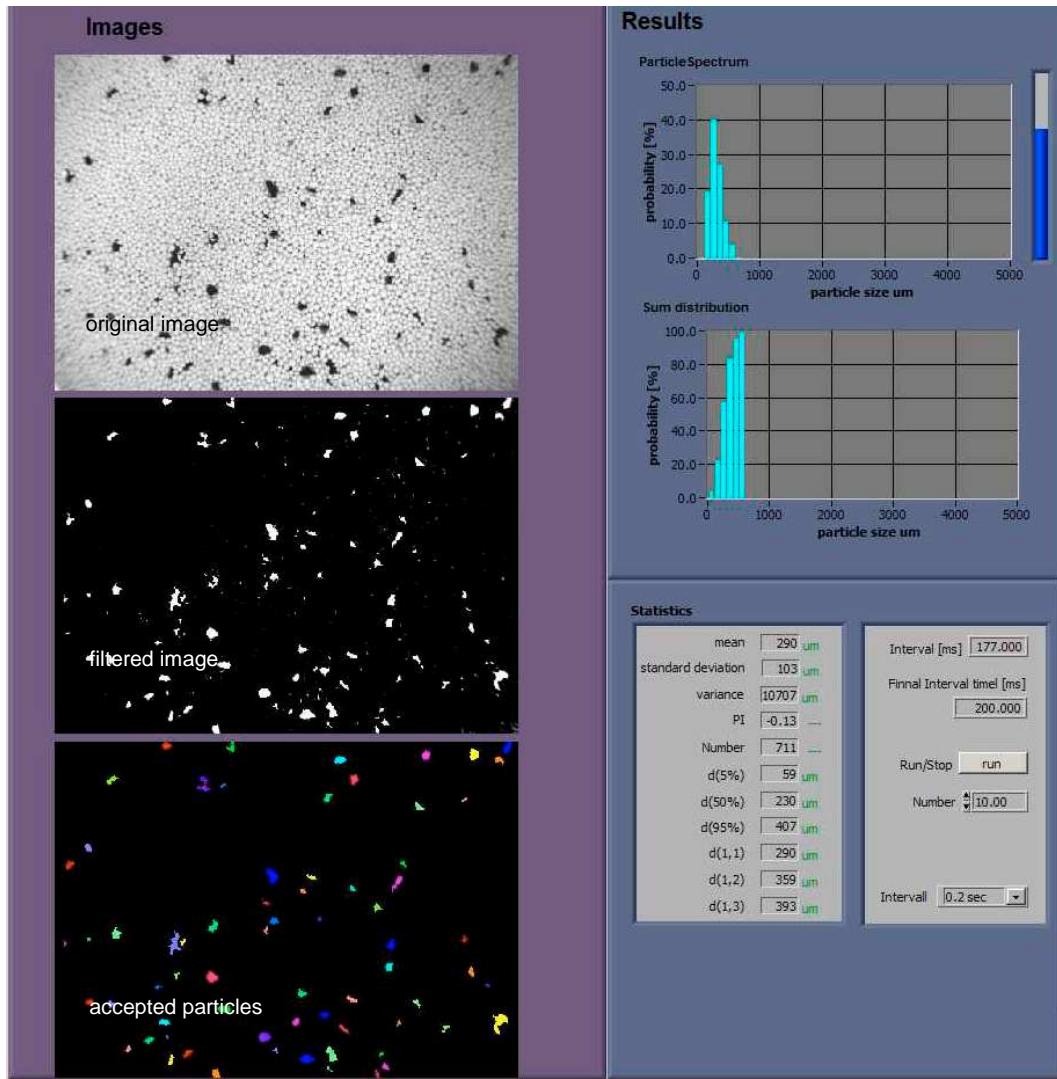 Images
original image
filtered image
accepted particles
Results
Particle Spectrum
50.0
40.0
30.0
20.0
10.0
0.0
probability [%]
0 1000 2000 3000 4000 5000
particle size um
Sum distribution
100.0
80.0
60.0
40.0
20.0
0.0
probability [%]
0 1000 2000 3000 4000 5000
particle size um
Statistics
mean 290 um
standard deviation 103 um
variance 10707 um
PI -0.13 ---
Number 711 ---
d(5%) 59 um
d(50%) 230 um
d(95%) 407 um
d(1,1) 290 um
d(1,2) 359 um
d(1,3) 393 um
Interval [ms] 177.000
Finnal Interval timel [ms]
200.000
Run/Stop run
Number 10.00
Intervall 0.2 sec